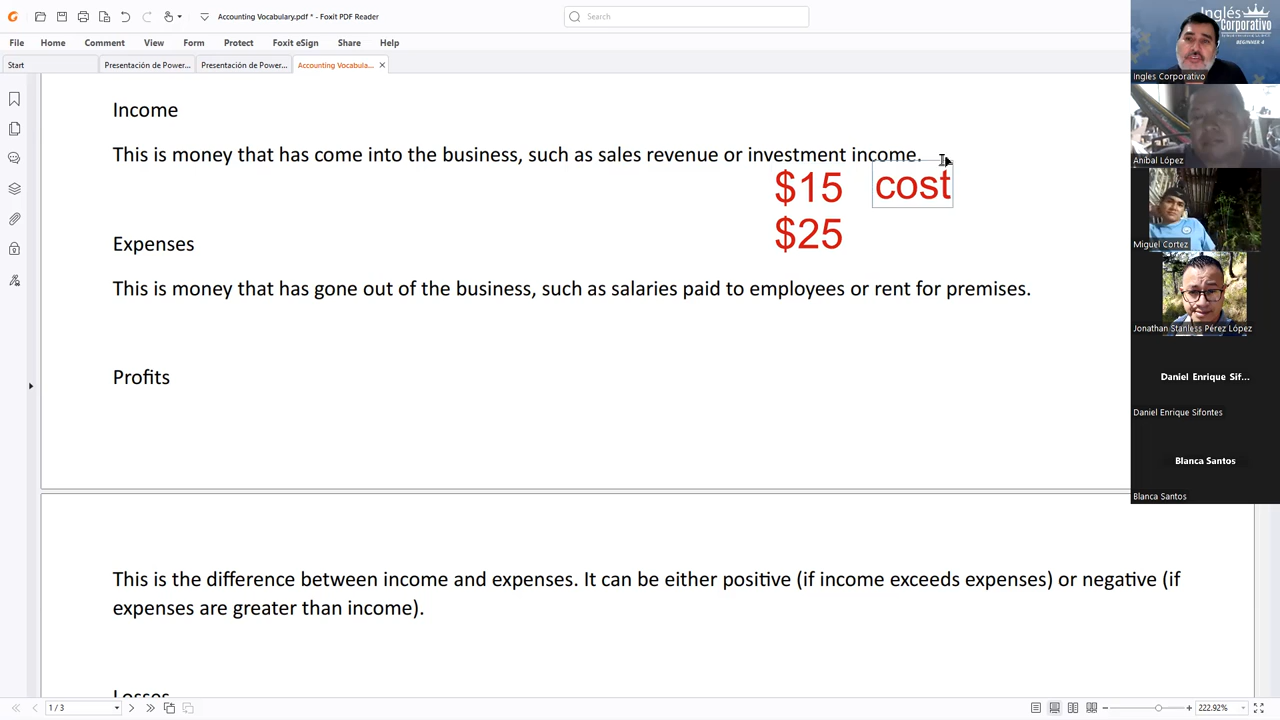 Accounting Vocabulary.pdf * - Foxit PDF Reader
Search
File Home Comment View Form Protect Foxit eSign Share Help
Start Presentación de Power... Presentación de Power... Accounting Vocabula...
Income
This is money that has come into the business, such as sales revenue or investment income.
$15 cost
$25
Expenses
This is money that has gone out of the business, such as salaries paid to employees or rent for premises.
Profits
This is the difference between income and expenses. It can be either positive (if income exceeds expenses) or negative (if
expenses are greater than income).
Losses
1 / 3
222.92%
Inglés
Corporativo
BEGINNER 4
Ingles Corporativo
Anibal López
Miguel Cortez
Jonathan Stanless Pérez López
Daniel Enrique Sif...
Daniel Enrique Sifontes
Blanca Santos
Blanca Santos